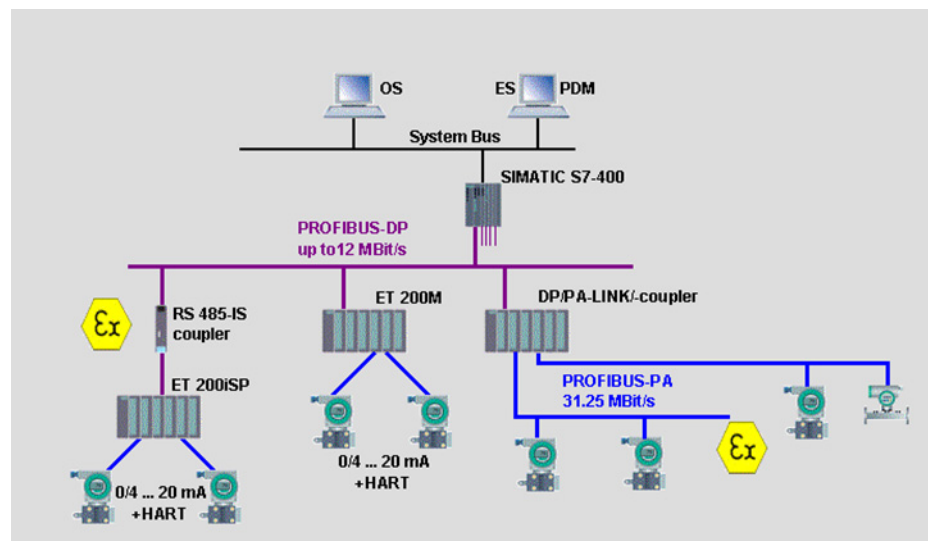 OS
ES
PDM
System Bus
SIMATIC S7-400
PROFIBUS-DP
up to12 MBit/s
ET 200M
DP/PA-LINK/-coupler
Ex
RS 485-IS
coupler
PROFIBUS-PA
31.25 MBit/s
ET 200iSP
Ex
0/4 ... 20 mA
+HART
0/4 ... 20 mA
+HART